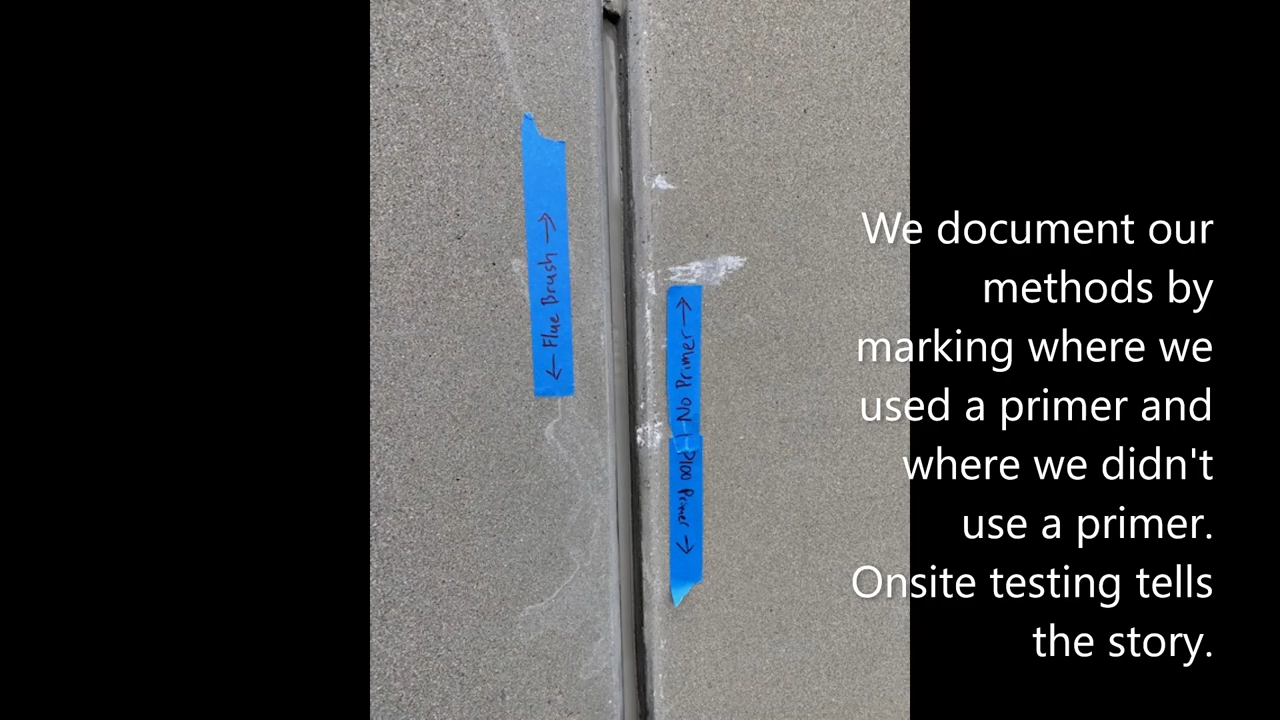 ← Flue Brush →
No Primer →
P100 Primer →
We document our
methods by
marking where we
used a primer and
where we didn't
use a primer.
Onsite testing tells
the story.